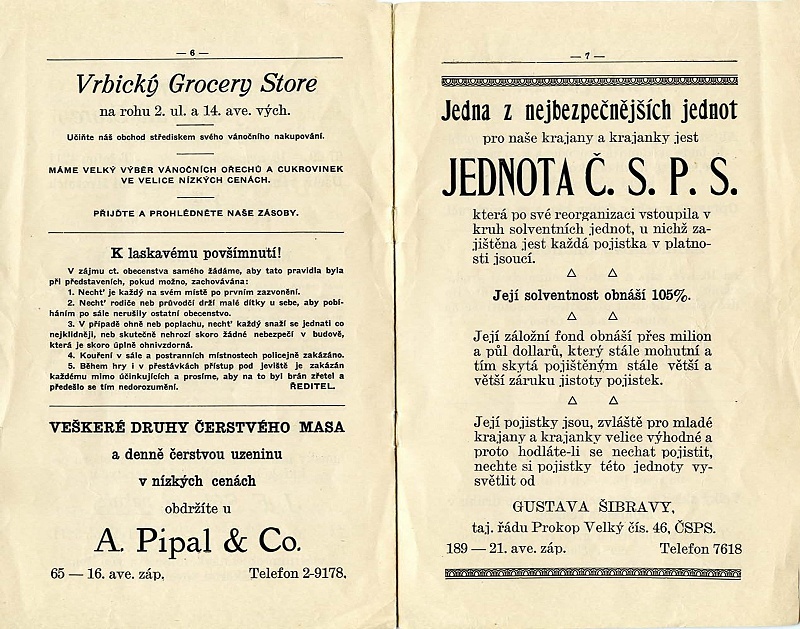 — 6 —
Vrbický Grocery Store
na rohu 2. ul. a 14. ave. vých.
Učiňte náš obchod střediskem svého vánočního nakupování.
MÁME VELKÝ VÝBĚR VÁNOČNÍCH OŘECHŮ A CUKROVINEK
VE VELICE NÍZKÝCH CENÁCH.
PŘIJĎTE A PROHLÉDNĚTE NAŠE ZÁSOBY.
K laskavému povšímnutí!
V zájmu ct. obecenstva samého žádáme, aby tato pravidla byla
při představeních, pokud možno, zachovávána:
1. Nechť je každý na svém místě po prvním zazvonění.
2. Nechť rodiče neb průvodčí drží malé dítky u sebe, aby pobí-
háním po sále nerušily ostatní obecenstvo.
3. V případě ohně neb poplachu, nechť každý snaží se jednati co
nejklidněji, neb skutečně nehrozí skoro žádné nebezpečí v budově,
která je skoro úplně ohnivzdorná.
4. Kouření v sále a postranních místnostech policejně zakázáno.
5. Během hry i v přestávkách přístup pod jeviště je zakázán
každému mimo účinkující a prosíme, aby na to byl brán zřetel a
předešlo se tím nedorozumění. ŘEDITEL.
VEŠKERÉ DRUHY ČERSTVÉHO MASA
a denně čerstvou uzeninu
v nízkých cenách
obdržíte u
A. Pipal & Co.
65 — 16. ave. záp. Telefon 2-9178.
— 7 —
Jedna z nejbezpečnějších jednot
pro naše krajany a krajanky jest
JEDNOTA Č. S. P. S.
která po své reorganizaci vstoupila v
kruh solventních jednot, u nichž za-
jištěna jest každá pojistka v platno-
sti jsoucí.
Její solventnost obnáší 105%.
Její záložní fond obnáší přes milion
a půl dollarů, který stále mohutní a
tím skytá pojištěným stále větší a
větší záruku jistoty pojistek.
Její pojistky jsou, zvláště pro mladé
krajany a krajanky velice výhodné a
proto hodláte-li se nechat pojistit,
nechte si pojistky této jednoty vy-
světlit od
GUSTAVA ŠIBRAVY,
taj. řádu Prokop Velký čís. 46, ČSPS.
189 — 21. ave. záp. Telefon 7618